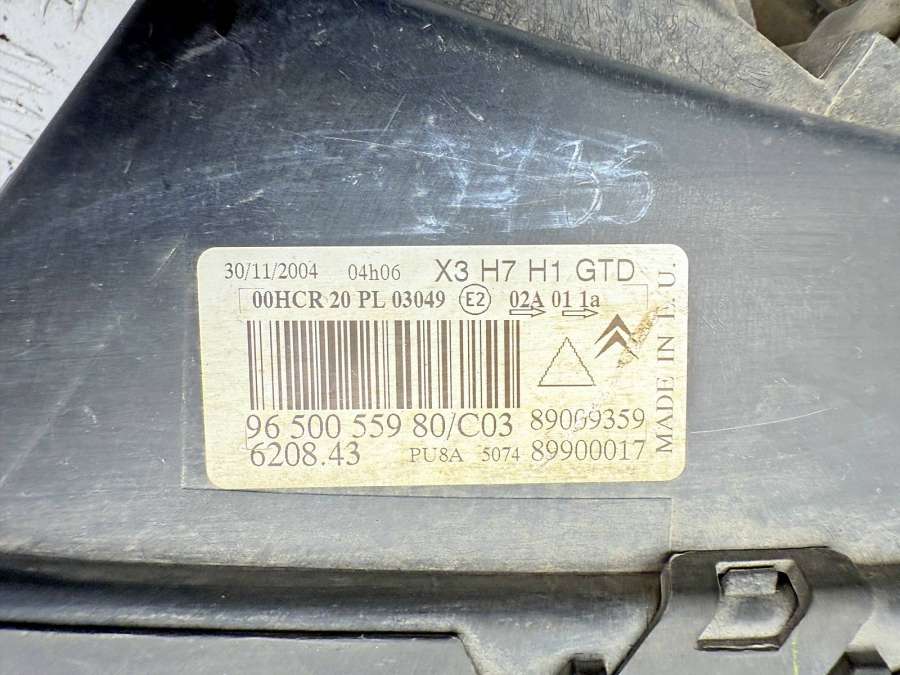 30/11/2004 04h06 X3 H7 H1 GTD
00HCR 20 PL 03049 E2 02A 01 1a
96 500 559 80/C03 89009359
6208.43 PU8A 5074 89900017
MADE IN E.U.